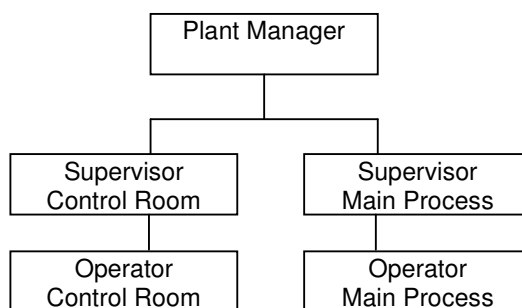 Plant Manager
Supervisor
Control Room
Supervisor
Main Process
Operator
Control Room
Operator
Main Process